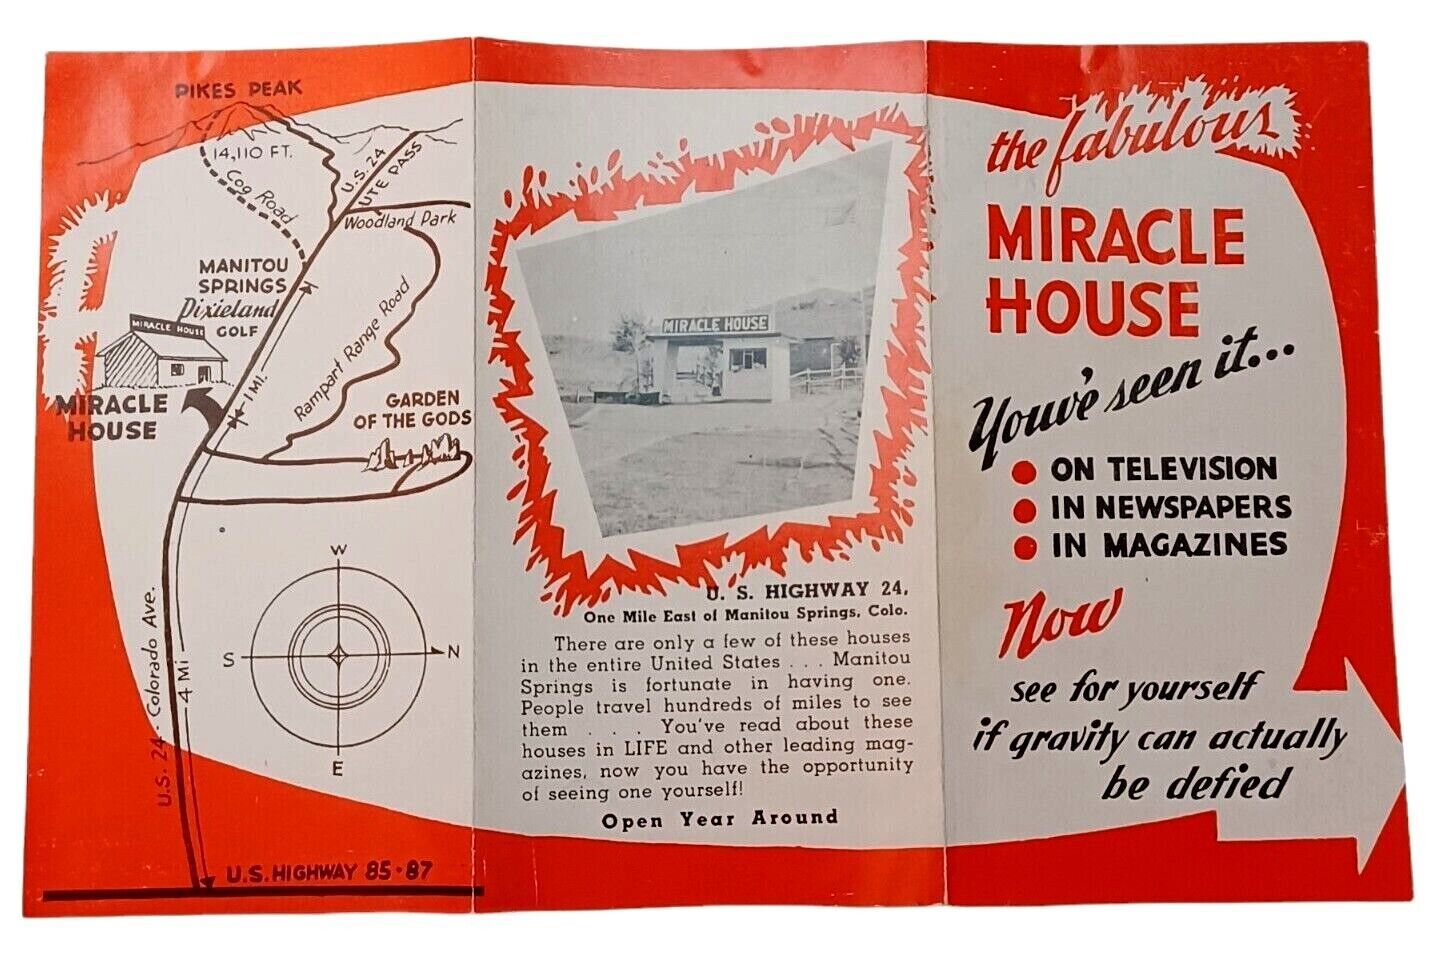 PIKES PEAK
14,110 FT.
Cog Road
U.S. 24
UTE PASS
Woodland Park
MANITOU
SPRINGS
Dixieland
GOLF
MIRACLE HOUSE
MIRACLE
HOUSE
1 MI.
Rampart Range Road
GARDEN
OF THE GODS
W
S
N
E
U.S. 24 · Colorado Ave.
4 Mi
U.S. HIGHWAY 85·87
MIRACLE HOUSE
U. S. HIGHWAY 24,
One Mile East of Manitou Springs, Colo.
There are only a few of these houses
in the entire United States . . . Manitou
Springs is fortunate in having one.
People travel hundreds of miles to see
them . . . You've read about these
houses in LIFE and other leading mag-
azines, now you have the opportunity
of seeing one yourself!
Open Year Around
the fabulous
MIRACLE
HOUSE
You've seen it...
• ON TELEVISION
• IN NEWSPAPERS
• IN MAGAZINES
Now
see for yourself
if gravity can actually
be defied